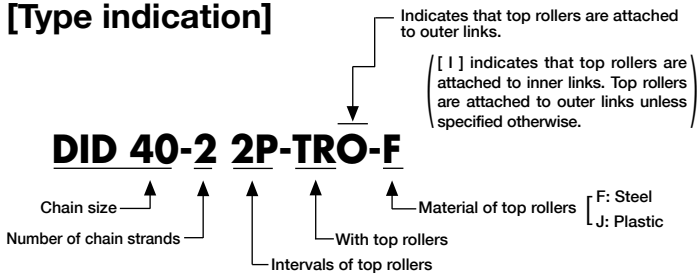 [Type indication]
Indicates that top rollers are attached
to outer links.
([ I ] indicates that top rollers are
attached to inner links. Top rollers
are attached to outer links unless
specified otherwise.)
DID 40-2 2P-TRO-F
Chain size
Number of chain strands
Intervals of top rollers
With top rollers
Material of top rollers
[F: Steel
J: Plastic